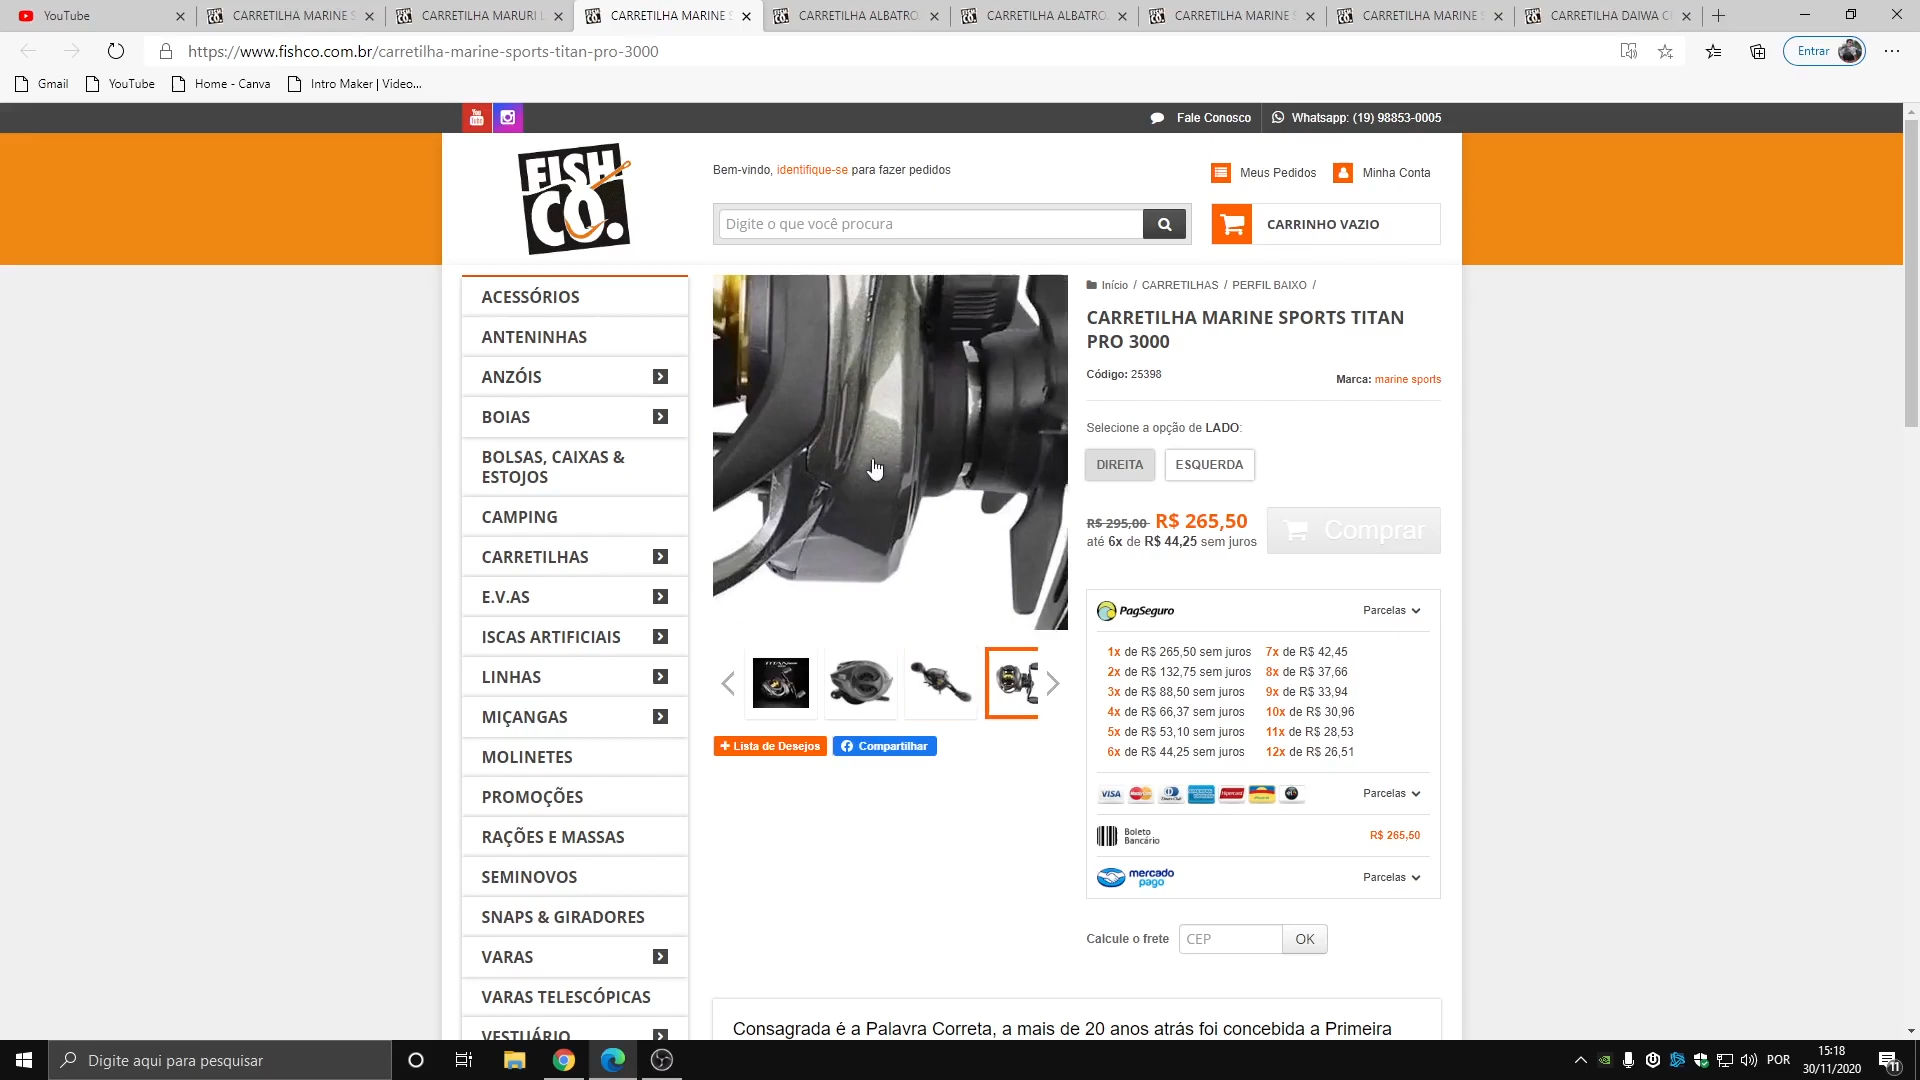 YouTube
CARRETILHA MARINE S
CARRETILHA MARURI
CARRETILHA MARINE S
CARRETILHA ALBATRO
CARRETILHA ALBATRO
CARRETILHA MARINE S
CARRETILHA MARINE S
CARRETILHA DAIWA C
https://www.fishco.com.br/carretilha-marine-sports-titan-pro-3000
Entrar
Gmail
YouTube
Home - Canva
Intro Maker | Video...
You
Tube
Fale Conosco
Whatsapp: (19) 98853-0005
FISH
CO.
Bem-vindo, identifique-se para fazer pedidos
Meus Pedidos
Minha Conta
Digite o que você procura
CARRINHO VAZIO
ACESSÓRIOS
ANTENINHAS
ANZÓIS
BOIAS
BOLSAS, CAIXAS &
ESTOJOS
CAMPING
CARRETILHAS
E.V.AS
ISCAS ARTIFICIAIS
LINHAS
MIÇANGAS
MOLINETES
PROMOÇÕES
RAÇÕES E MASSAS
SEMINOVOS
SNAPS & GIRADORES
VARAS
VARAS TELESCÓPICAS
VESTUÁRIO
TITAN
+ Lista de Desejos
Compartilhar
Início / CARRETILHAS / PERFIL BAIXO /
CARRETILHA MARINE SPORTS TITAN
PRO 3000
Código: 25398
Marca: marine sports
Selecione a opção de LADO:
DIREITA
ESQUERDA
R$ 295,00 R$ 265,50
até 6x de R$ 44,25 sem juros
Comprar
PagSeguro
Parcelas
1x de R$ 265,50 sem juros
2x de R$ 132,75 sem juros
3x de R$ 88,50 sem juros
4x de R$ 66,37 sem juros
5x de R$ 53,10 sem juros
6x de R$ 44,25 sem juros
7x de R$ 42,45
8x de R$ 37,66
9x de R$ 33,94
10x de R$ 30,96
11x de R$ 28,53
12x de R$ 26,51
VISA
MasterCard
Hipercard
Parcelas
Boleto
Bancário
R$ 265,50
mercado
pago
Parcelas
Calcule o frete
CEP
OK
Consagrada é a Palavra Correta, a mais de 20 anos atrás foi concebida a Primeira
Digite aqui para pesquisar
POR
15:18
30/11/2020
11